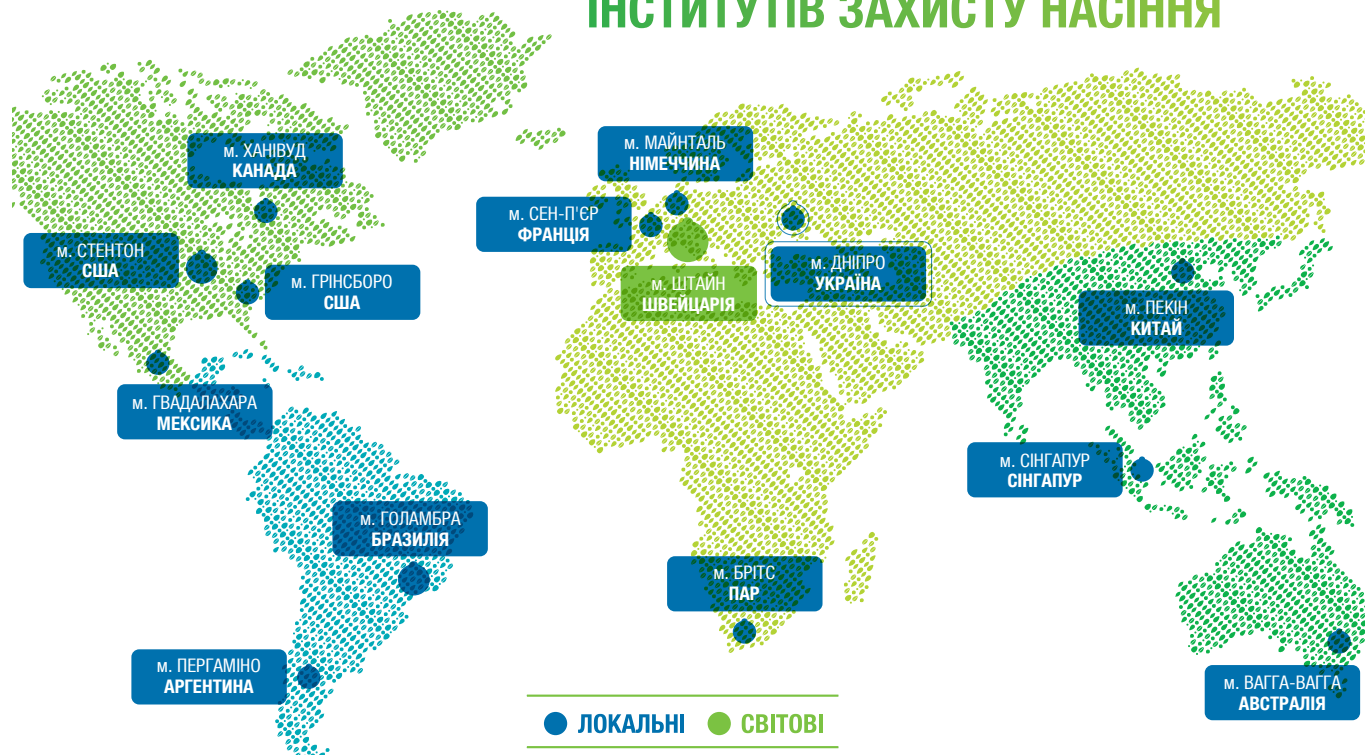 ІНСТИТУТІВ ЗАХИСТУ НАСІННЯ
м. ХАНІВУД
КАНАДА
м. МАЙНТАЛЬ
НІМЕЧЧИНА
м. СЕН-П'ЄР
ФРАНЦІЯ
м. СТЕНТОН
США
м. ГРІНСБОРО
США
м. ШТАЙН
ШВЕЙЦАРІЯ
м. ДНІПРО
УКРАЇНА
м. ПЕКІН
КИТАЙ
м. ГВАДАЛАХАРА
МЕКСИКА
м. СІНГАПУР
СІНГАПУР
м. ГОЛАМБРА
БРАЗИЛІЯ
м. БРІТС
ПАР
м. ПЕРГАМІНО
АРГЕНТИНА
м. ВАГГА-ВАГГА
АВСТРАЛІЯ
ЛОКАЛЬНІ СВІТОВІ